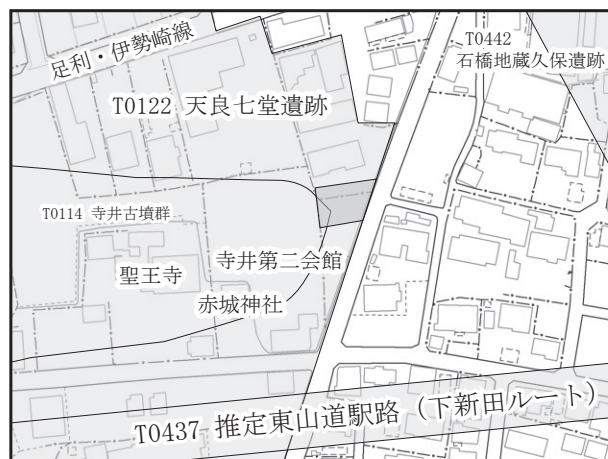 足利・伊勢崎線
T0442
石橋地蔵久保遺跡
T0122 天良七堂遺跡
T0114 寺井古墳群
聖王寺
寺井第二会館
赤城神社
T0437 推定東山道駅路（下新田ルート）